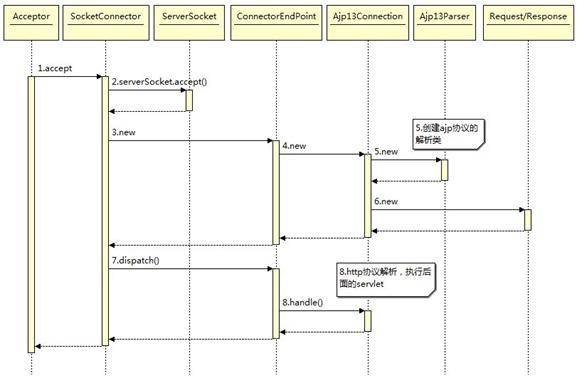 Acceptor
SocketConnector
ServerSocket
ConnectorEndPoint
Ajp13Connection
Ajp13Parser
Request/Response
1.accept
2.serverSocket.accept()
3.new
4.new
5.创建ajp协议的
解析类
5.new
6.new
7.dispatch()
8.http协议解析，执行后
面的servlet
8.handle()